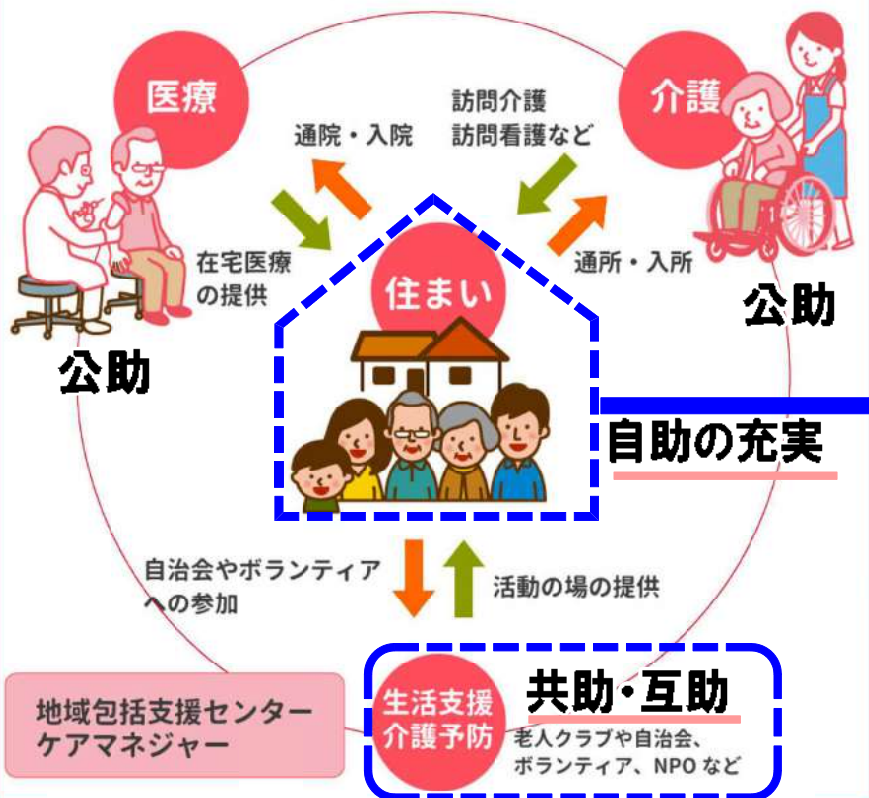 医療
介護
訪問介護
訪問看護など
通院・入院
在宅医療
の提供
通所・入所
住まい
公助
公助
自助の充実
自治会やボランティア
への参加
活動の場の提供
地域包括支援センター
ケアマネジャー
生活支援
介護予防
共助・互助
老人クラブや自治会、
ボランティア、NPO など